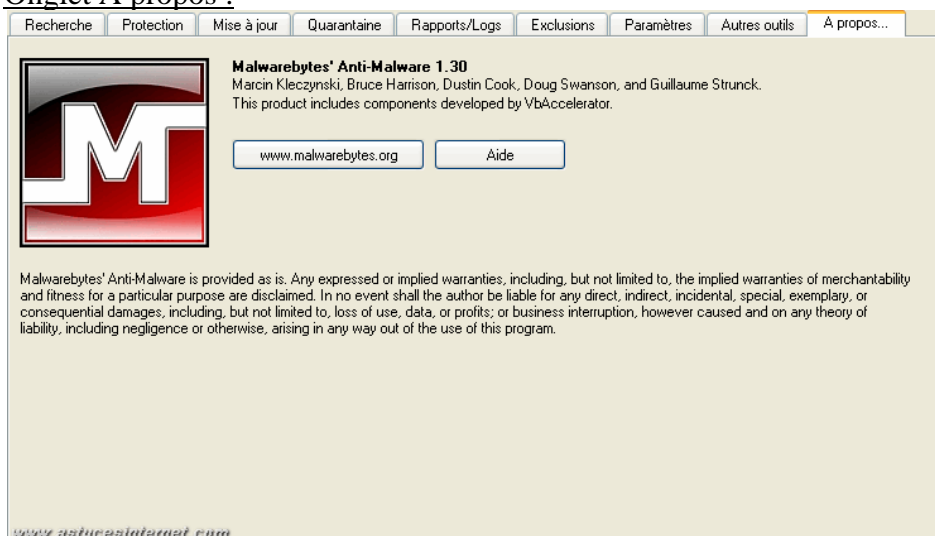 Onglet A propos :
Recherche Protection Mise à jour Quarantaine Rapports/Logs Exclusions Paramètres Autres outils A propos...
Malwarebytes' Anti-Malware 1.30
Marcin Kleczynski, Bruce Harrison, Dustin Cook, Doug Swanson, and Guillaume Strunck.
This product includes components developed by VbAccelerator.
www.malwarebytes.org Aide
Malwarebytes' Anti-Malware is provided as is. Any expressed or implied warranties, including, but not limited to, the implied warranties of merchantability
and fitness for a particular purpose are disclaimed. In no event shall the author be liable for any direct, indirect, incidental, special, exemplary, or
consequential damages, including, but not limited to, loss of use, data, or profits; or business interruption, however caused and on any theory of
liability, including negligence or otherwise, arising in any way out of the use of this program.
www.astucesinternet.com